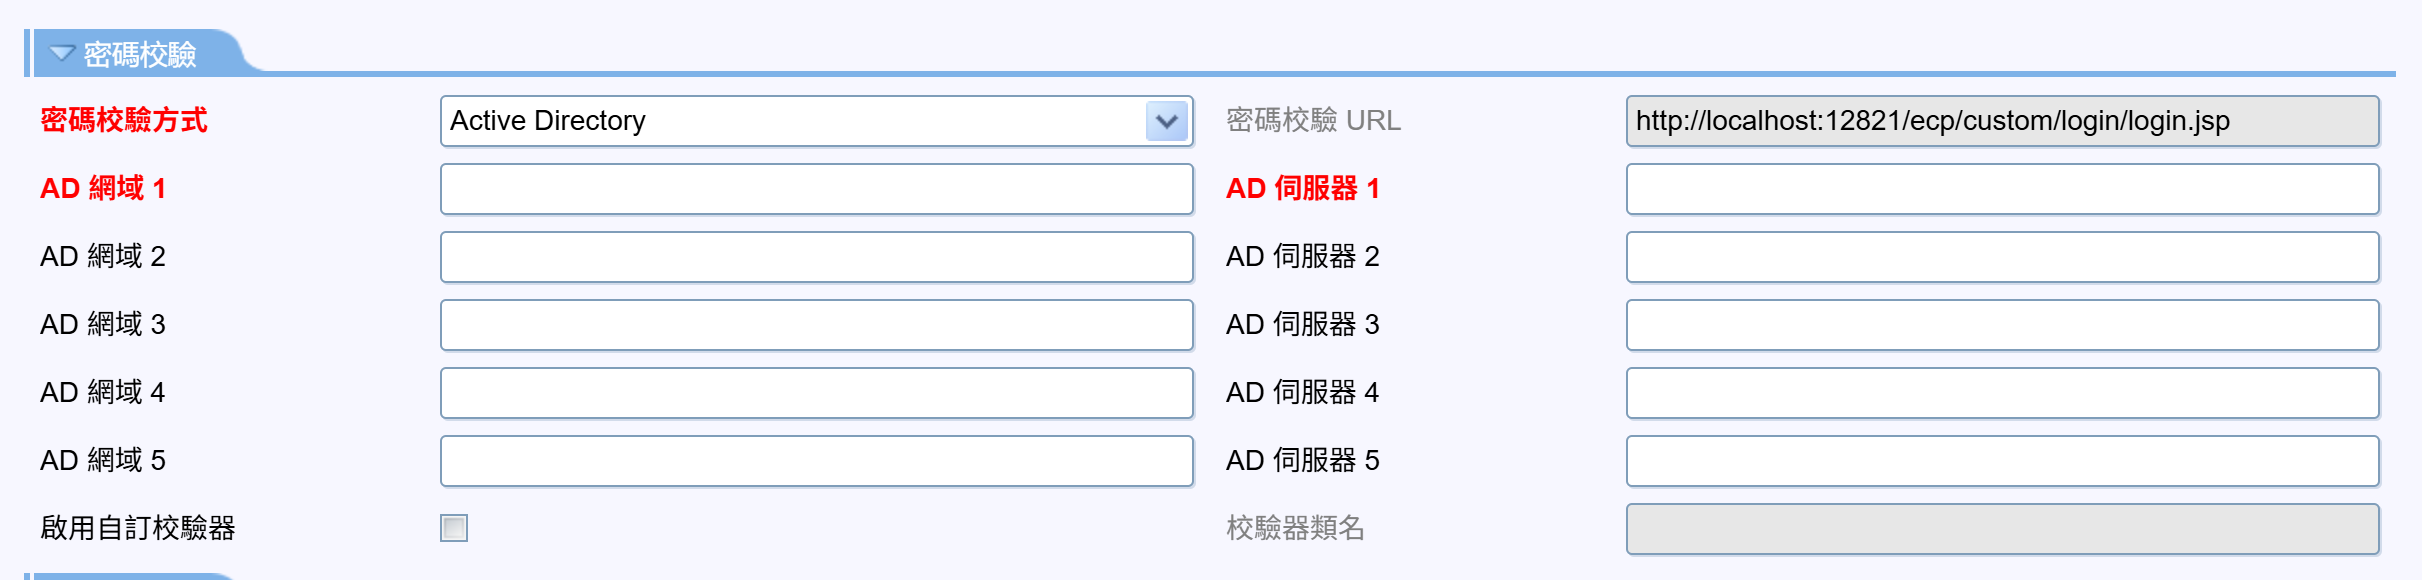 密碼校驗
密碼校驗方式 Active Directory 密碼校驗 URL http://localhost:12821/ecp/custom/login/login.jsp
AD 網域 1 AD 伺服器 1
AD 網域 2 AD 伺服器 2
AD 網域 3 AD 伺服器 3
AD 網域 4 AD 伺服器 4
AD 網域 5 AD 伺服器 5
啟用自訂校驗器 校驗器類名